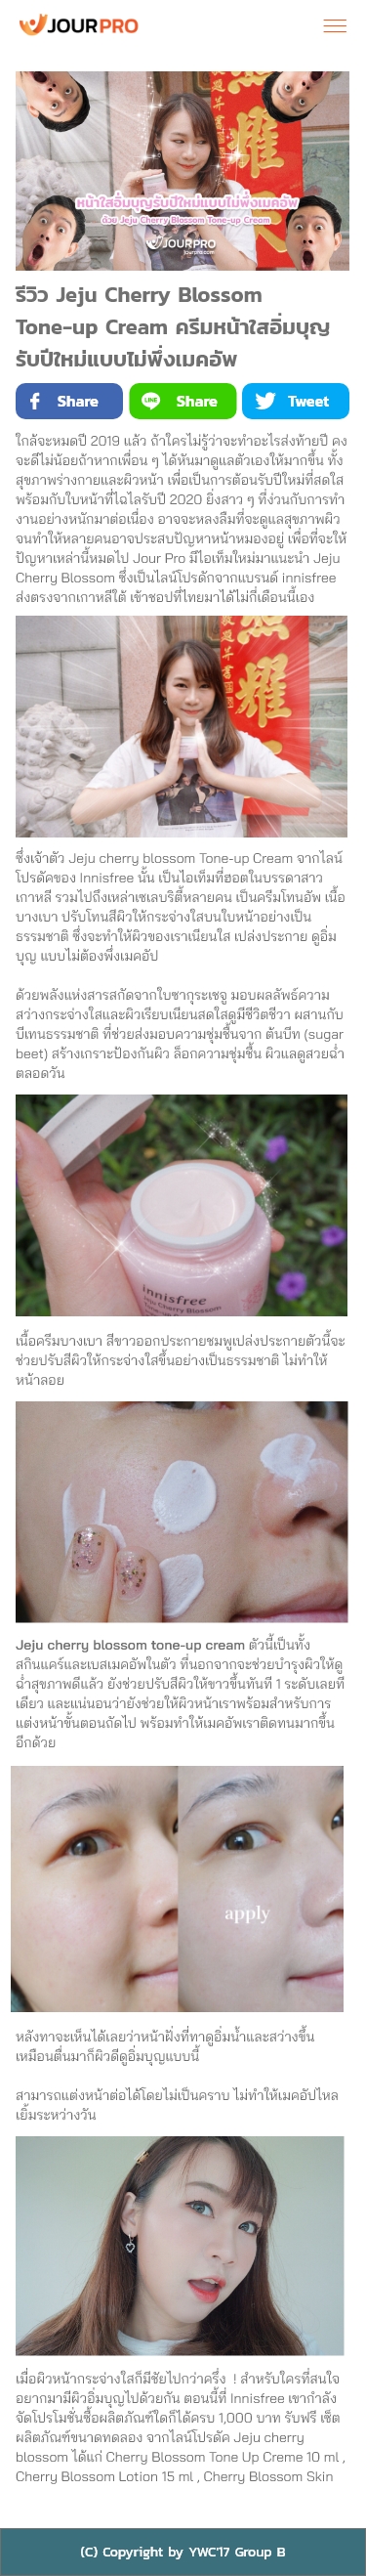 JOURPRO
หน้าใสอิ่มบุญรับปีใหม่แบบไม่พึ่งเมคอัพ
ด้วย Jeju Cherry Blossom Tone-up Cream
JOURPRO
jourpro.com
รีวิว Jeju Cherry Blossom
Tone-up Cream ครีมหน้าใสอิ่มบุญ
รับปีใหม่แบบไม่พึ่งเมคอัพ
Share
Share
Tweet
ใกล้จะหมดปี 2019 แล้ว ถ้าใครไม่รู้ว่าจะทำอะไรส่งท้ายปี คง
จะดีไม่น้อยถ้าหากเพื่อน ๆ ได้หันมาดูแลตัวเองให้มากขึ้น ทั้ง
สุขภาพร่างกายและผิวหน้า เพื่อเป็นการต้อนรับปีใหม่ที่สดใส
พร้อมกับใบหน้าที่ไฉไลรับปี 2020 ยิ่งสาว ๆ ที่ง่วนกับการทำ
งานอย่างหนักมาต่อเนื่อง อาจจะหลงลืมที่จะดูแลสุขภาพผิว
จนทำให้หลายคนอาจประสบปัญหาหน้าหมองอยู่ เพื่อที่จะให้
ปัญหาเหล่านี้หมดไป Jour Pro มีไอเท็มใหม่มาแนะนำ Jeju
Cherry Blossom ซึ่งเป็นไลน์โปรดักจากแบรนด์ innisfree
ส่งตรงจากเกาหลีใต้ เข้าชอปที่ไทยมาได้ไม่กี่เดือนนี้เอง
ซึ่งเจ้าตัว Jeju cherry blossom Tone-up Cream จากไลน์
โปรดัคของ Innisfree นั้น เป็นไอเท็มที่ฮอตในบรรดาสาว
เกาหลี รวมไปถึงเหล่าเซเลบริตี้หลายคน เป็นครีมโทนอัพ เนื้อ
บางเบา ปรับโทนสีผิวให้กระจ่างใสบนใบหน้าอย่างเป็น
ธรรมชาติ ซึ่งจะทำให้ผิวของเราเนียนใส เปล่งประกาย ดูอิ่ม
บุญ แบบไม่ต้องพึ่งเมคอัป
ด้วยพลังแห่งสารสกัดจากใบซากุระเชจู มอบผลลัพธ์ความ
สว่างกระจ่างใสและผิวเรียบเนียนสดใสดูมีชีวิตชีวา ผสานกับ
บีเทนธรรมชาติ ที่ช่วยส่งมอบความชุ่มชื้นจาก ต้นบีท (sugar
beet) สร้างเกราะป้องกันผิว ล็อกความชุ่มชื้น ผิวแลดูสวยฉ่ำ
ตลอดวัน
innisfree
Jeju Cherry Blossom
เนื้อครีมบางเบา สีขาวออกประกายชมพูเปล่งประกายตัวนี้จะ
ช่วยปรับสีผิวให้กระจ่างใสขึ้นอย่างเป็นธรรมชาติ ไม่ทำให้
หน้าลอย
Jeju cherry blossom tone-up cream ตัวนี้เป็นทั้ง
สกินแคร์และเบสเมคอัพในตัว ที่นอกจากจะช่วยบำรุงผิวให้ดู
ฉ่ำสุขภาพดีแล้ว ยังช่วยปรับสีผิวให้ขาวขึ้นทันที 1 ระดับเลยที
เดียว และแน่นอนว่ายังช่วยให้ผิวหน้าเราพร้อมสำหรับการ
แต่งหน้าขั้นตอนถัดไป พร้อมทำให้เมคอัพเราติดทนมากขึ้น
อีกด้วย
apply
หลังทาจะเห็นได้เลยว่าหน้าฝั่งที่ทาดูอิ่มน้ำและสว่างขึ้น
เหมือนตื่นมาก็ผิวดีดูอิ่มบุญแบบนี้
สามารถแต่งหน้าต่อได้โดยไม่เป็นคราบ ไม่ทำให้เมคอัปไหล
เยิ้มระหว่างวัน
เมื่อผิวหน้ากระจ่างใสก็มีชัยไปกว่าครึ่ง ! สำหรับใครที่สนใจ
อยากมามีผิวอิ่มบุญไปด้วยกัน ตอนนี้ที่ Innisfree เขากำลัง
จัดโปรโมชั่นซื้อผลิตภัณฑ์ใดก็ได้ครบ 1,000 บาท รับฟรี เซ็ต
ผลิตภัณฑ์ขนาดทดลอง จากไลน์โปรดัค Jeju cherry
blossom ได้แก่ Cherry Blossom Tone Up Creme 10 ml ,
Cherry Blossom Lotion 15 ml , Cherry Blossom Skin
(C) Copyright by YWC'17 Group B